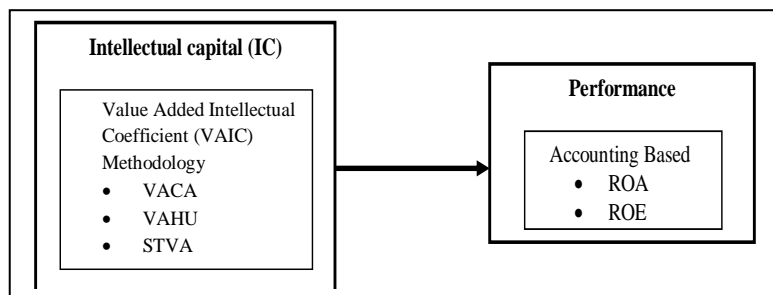 Intellectual capital (IC)
Value Added Intellectual
Coefficient (VAIC)
Methodology
• VACA
• VAHU
• STVA
Performance
Accounting Based
• ROA
• ROE